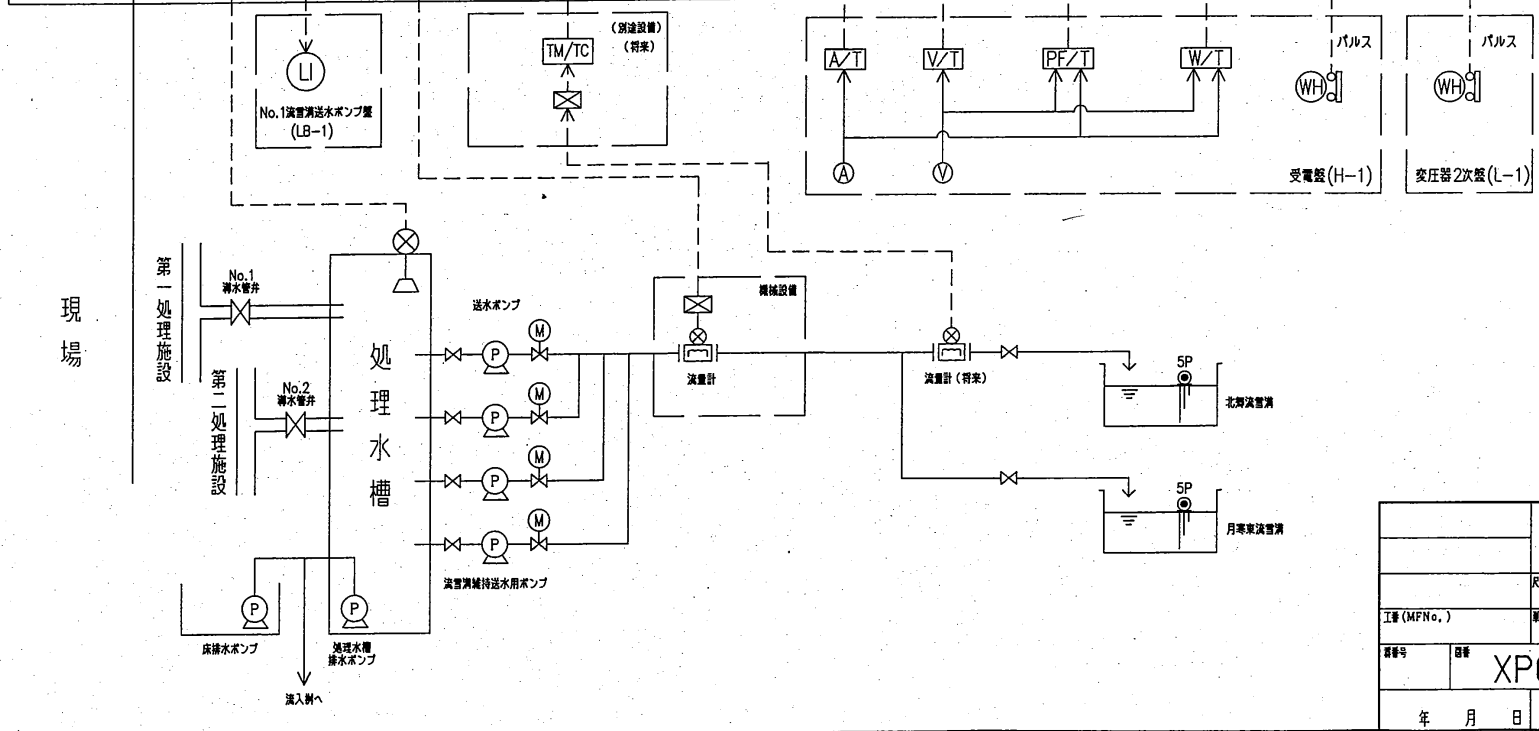 (別途設備)
(将来)
TM/TC
LI
No.1流雪溝送水ポンプ盤
(LB-1)
A/T
V/T
PF/T
W/T
パルス
WH
A
V
受電盤(H-1)
パルス
WH
変圧器2次盤(L-1)
現場
第一処理施設
No.1
導水管弁
第二処理施設
No.2
導水管弁
処理水槽
送水ポンプ
P
M
P
M
P
M
P
M
流雪溝維持送水用ポンプ
機械設備
流量計
流量計(将来)
5P
北郷流雪溝
5P
月寒東流雪溝
P
床排水ポンプ
P
処理水槽
排水ポンプ
流入側へ
工番(MFNo.)
図番
XP
年 月 日